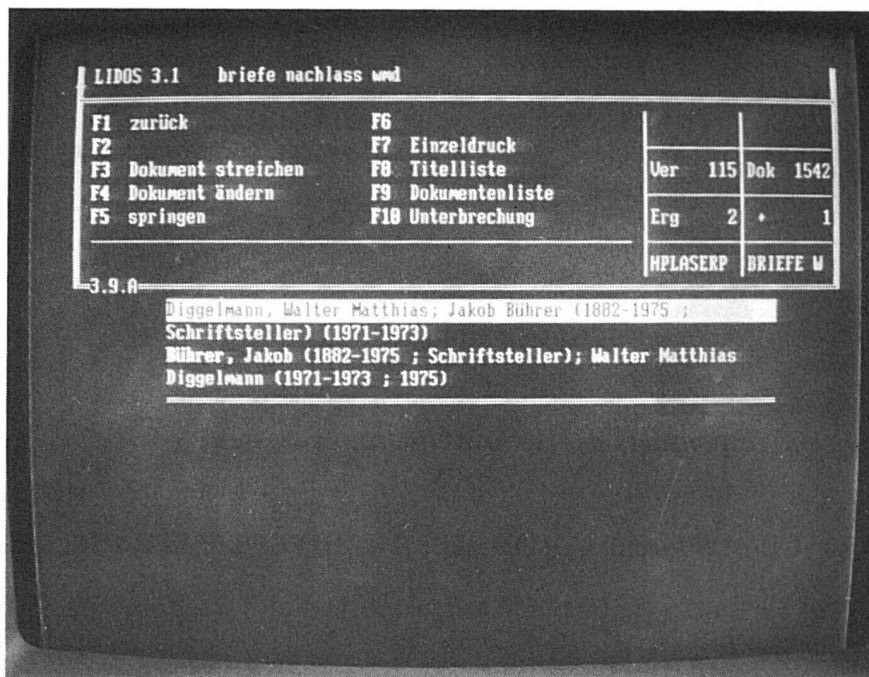 LIDOS 3.1 briefe nachlass wmd
F1 zurück F6
F2 F7 Einzeldruck
F3 Dokument streichen F8 Titelliste
F4 Dokument ändern F9 Dokumentenliste
F5 springen F10 Unterbrechung
Ver 115 Dok 1542
Erg 2 + 1
HPLASERP BRIEFE W
3.9.A
Diggelmann, Walter Matthias; Jakob Bührer (1882-1975 ;
Schriftsteller) (1971-1973)
Bührer, Jakob (1882-1975 ; Schriftsteller); Walter Matthias
Diggelmann (1971-1973 ; 1975)